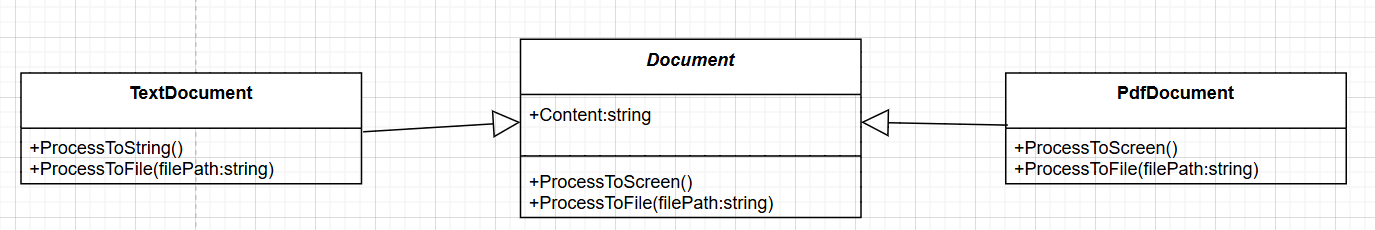 TextDocument
+ProcessToString()
+ProcessToFile(filePath:string)
Document
+Content:string
+ProcessToScreen()
+ProcessToFile(filePath:string)
PdfDocument
+ProcessToScreen()
+ProcessToFile(filePath:string)